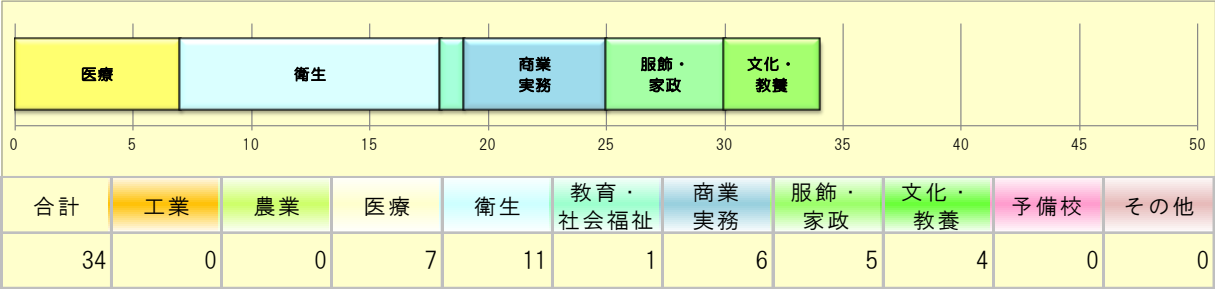 医療
衛生
商業
実務
服飾・
家政
文化・
教養
0 5 10 15 20 25 30 35 40 45 50
合計 工業 農業 医療 衛生 教育・社会福祉 商業実務 服飾・家政 文化・教養 予備校 その他
34 0 0 7 11 1 6 5 4 0 0